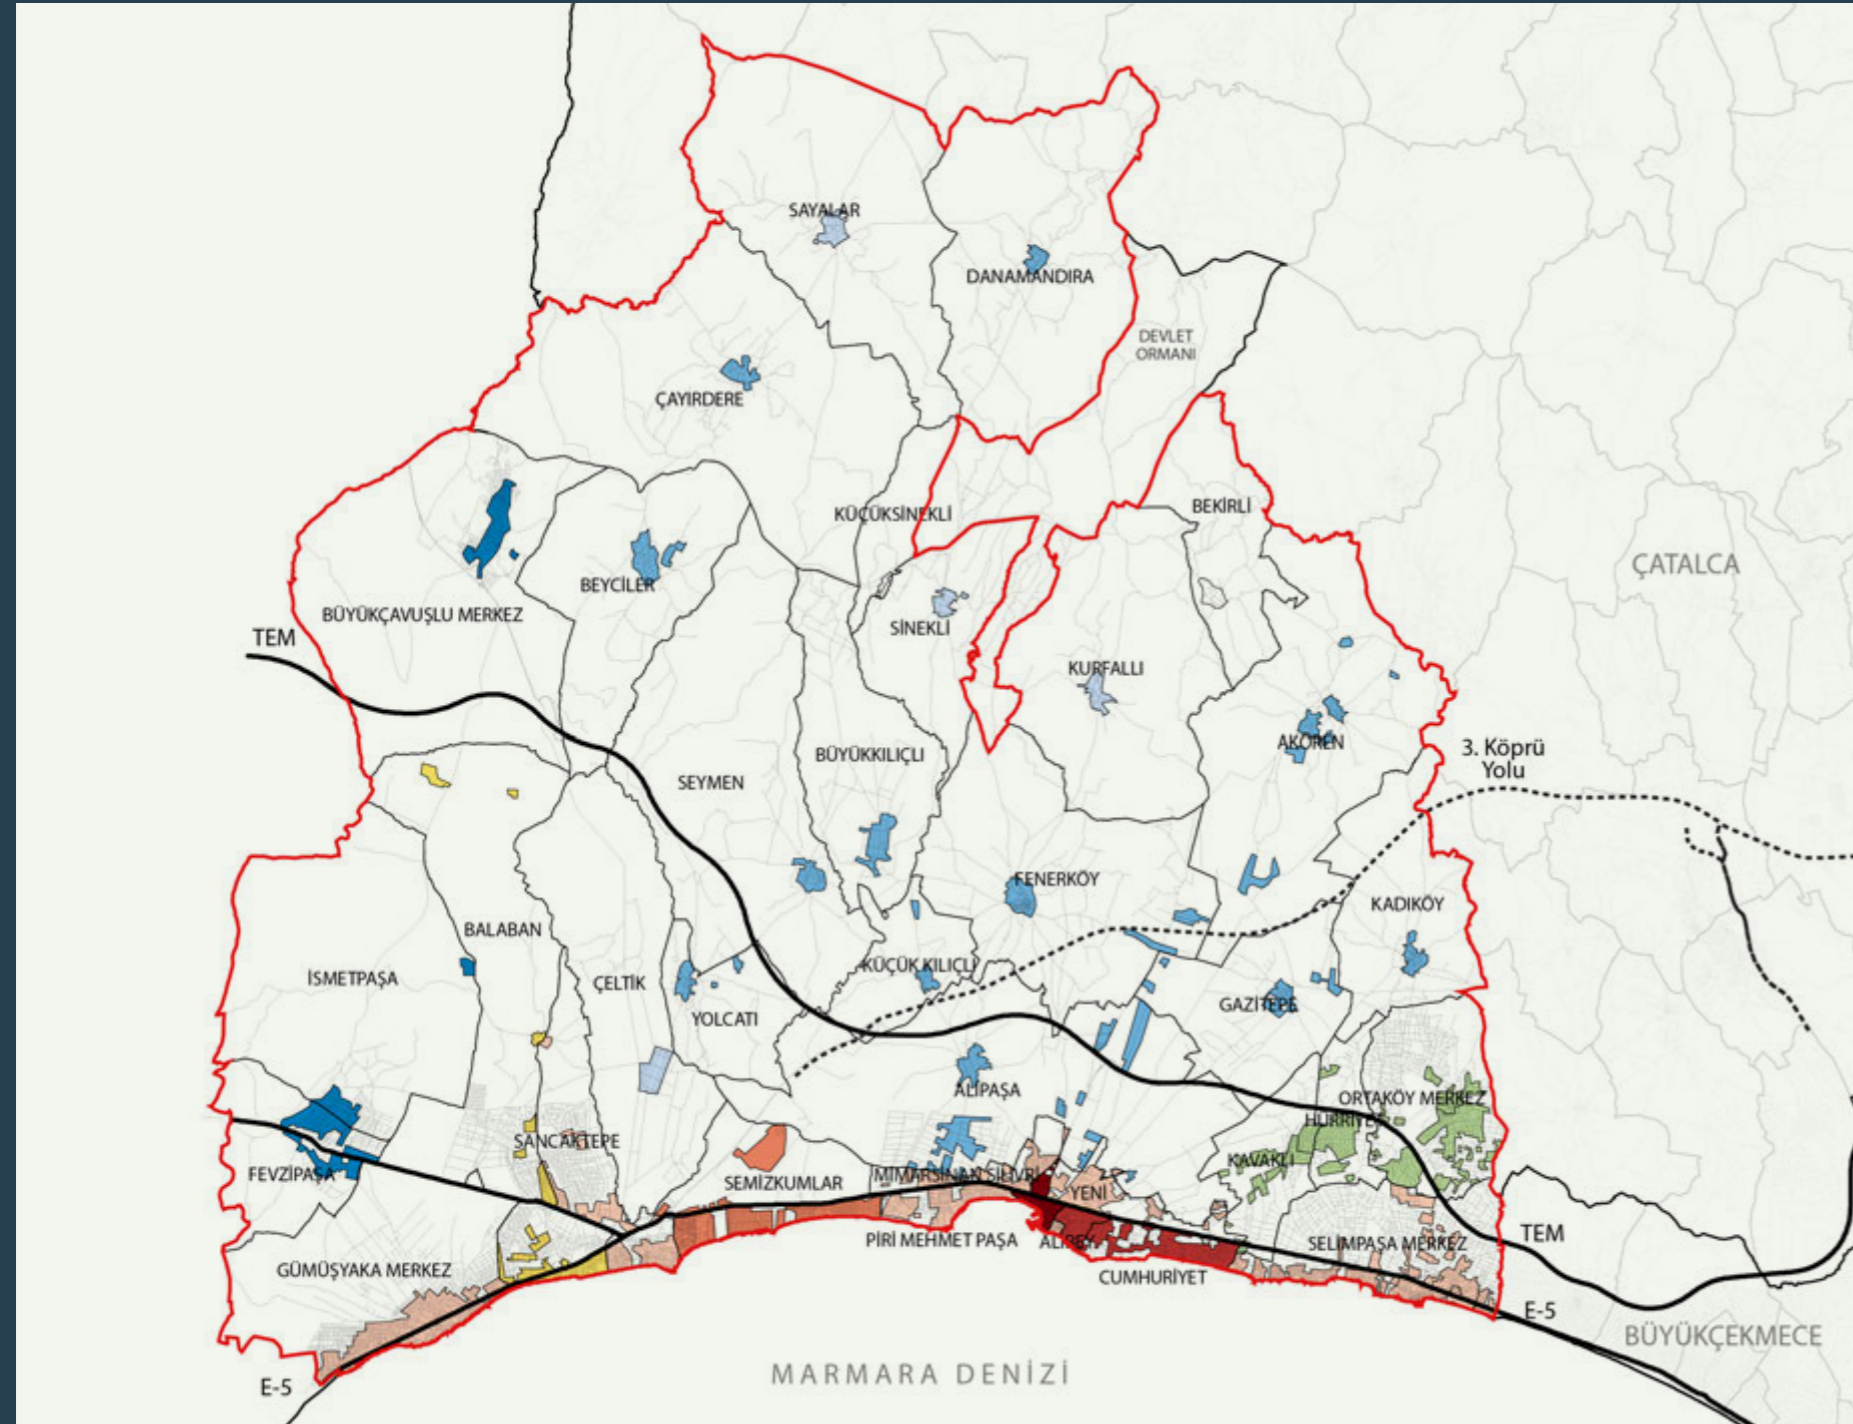 SAYALAR
DANAMANDIRA
DEVLET
ORMANI
ÇAYIRDERE
KÜÇÜKSİNEKLİ
BEKİRLİ
ÇATALCA
BEYCİLER
BÜYÜKÇAVUŞLU MERKEZ
SİNEKLİ
TEM
KURFALLI
AKÖREN
3. Köprü
Yolu
BÜYÜKKILIÇLI
SEYMEN
FENERKÖY
KADIKÖY
BALABAN
KÜÇÜK KILIÇLI
İSMETPAŞA
ÇELTİK
GAZİTEPE
YOLCATI
ALİPAŞA
ORTAKÖY MERKEZ
HÜRRİYET
SANCAKTEPE
KAVAKLI
FEVZİPAŞA
MİMARSİNAN SİLİVRİ
SEMİZKUMLAR
YENİ
TEM
PİRİ MEHMET PAŞA
ALİBEY
SELİMPAŞA MERKEZ
GÜMÜŞYAKA MERKEZ
CUMHURİYET
E-5
BÜYÜKÇEKMECE
MARMARA DENİZİ
E-5